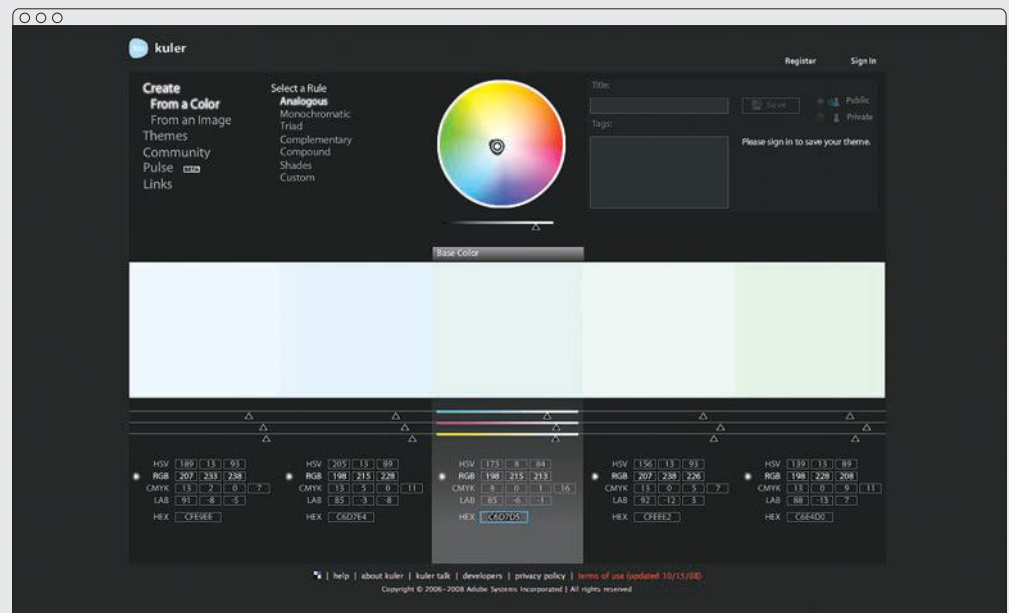 kuler
Register Sign In
Create
From a Color
From an Image
Themes
Community
Pulse BETA
Links
Select a Rule
Analogous
Monochromatic
Triad
Complementary
Compound
Shades
Custom
Title:
Tags:
Save
Public
Private
Please sign in to save your theme.
Base Color
HSV 189 13 93
RGB 207 233 238
CMYK 13 2 0 7
LAB 91 -8 -5
HEX CFE9EE
HSV 205 13 89
RGB 198 215 228
CMYK 13 5 0 11
LAB 85 -3 -8
HEX C6D7E4
HSV 173 8 84
RGB 198 215 213
CMYK 8 0 1 16
LAB 85 -6 -1
HEX C6D7D5
HSV 156 13 93
RGB 207 238 226
CMYK 13 0 5 7
LAB 92 -12 3
HEX CFEEE2
HSV 139 13 89
RGB 198 228 208
CMYK 13 0 9 11
LAB 88 -13 7
HEX C6E4D0
| help | about kuler | kuler talk | developers | privacy policy | terms of use (updated 10/15/08)
Copyright © 2006-2008 Adobe Systems Incorporated | All rights reserved